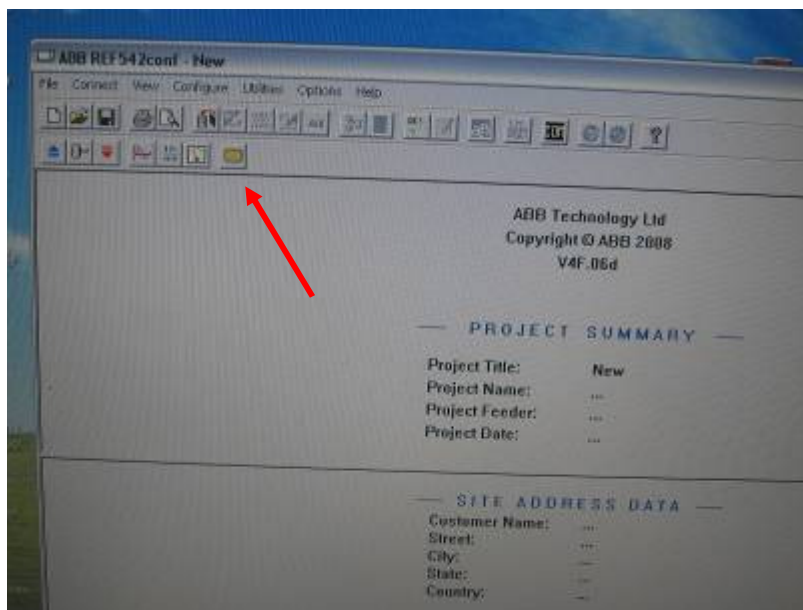 ABB REF542conf - New
File Connect View Configure Utilities Options Help
ABB Technology Ltd
Copyright © ABB 2008
V4F.06d
PROJECT SUMMARY
Project Title: New
Project Name: ...
Project Feeder: ...
Project Date: ...
SITE ADDRESS DATA
Customer Name: ...
Street: ...
City: ...
State: ...
Country: ...